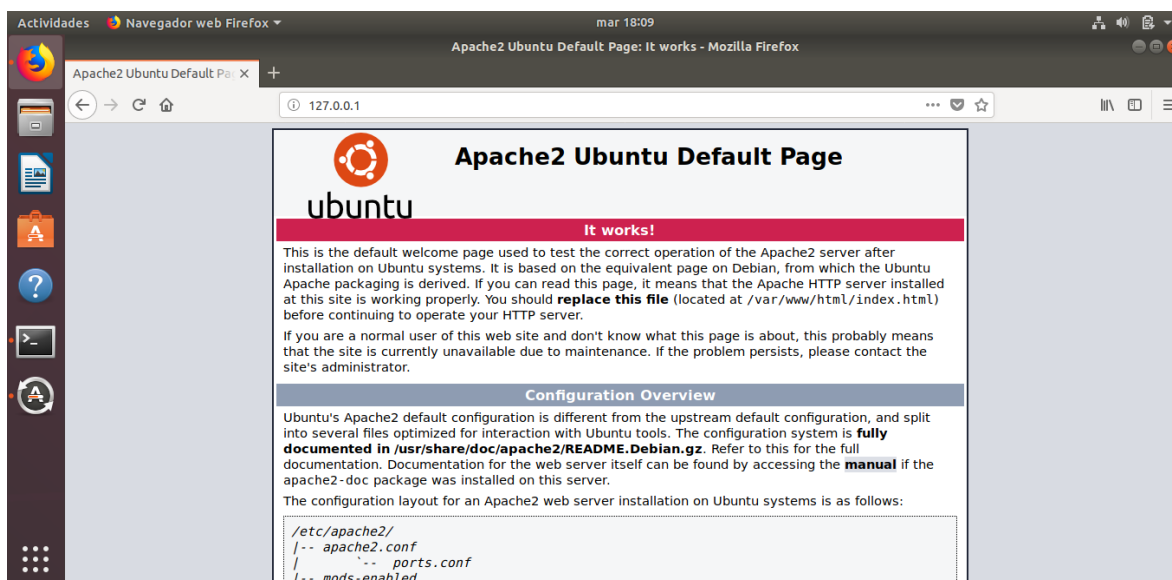 Actividades Navegador web Firefox mar 18:09
Apache2 Ubuntu Default Page: It works - Mozilla Firefox
Apache2 Ubuntu Default Pa
127.0.0.1
ubuntu
Apache2 Ubuntu Default Page
It works!
This is the default welcome page used to test the correct operation of the Apache2 server after
installation on Ubuntu systems. It is based on the equivalent page on Debian, from which the Ubuntu
Apache packaging is derived. If you can read this page, it means that the Apache HTTP server installed
at this site is working properly. You should replace this file (located at /var/www/html/index.html)
before continuing to operate your HTTP server.
If you are a normal user of this web site and don't know what this page is about, this probably means
that the site is currently unavailable due to maintenance. If the problem persists, please contact the
site's administrator.
Configuration Overview
Ubuntu's Apache2 default configuration is different from the upstream default configuration, and split
into several files optimized for interaction with Ubuntu tools. The configuration system is fully
documented in /usr/share/doc/apache2/README.Debian.gz. Refer to this for the full
documentation. Documentation for the web server itself can be found by accessing the manual if the
apache2-doc package was installed on this server.
The configuration layout for an Apache2 web server installation on Ubuntu systems is as follows:
/etc/apache2/
|-- apache2.conf
|       `--  ports.conf
|-- mods-enabled